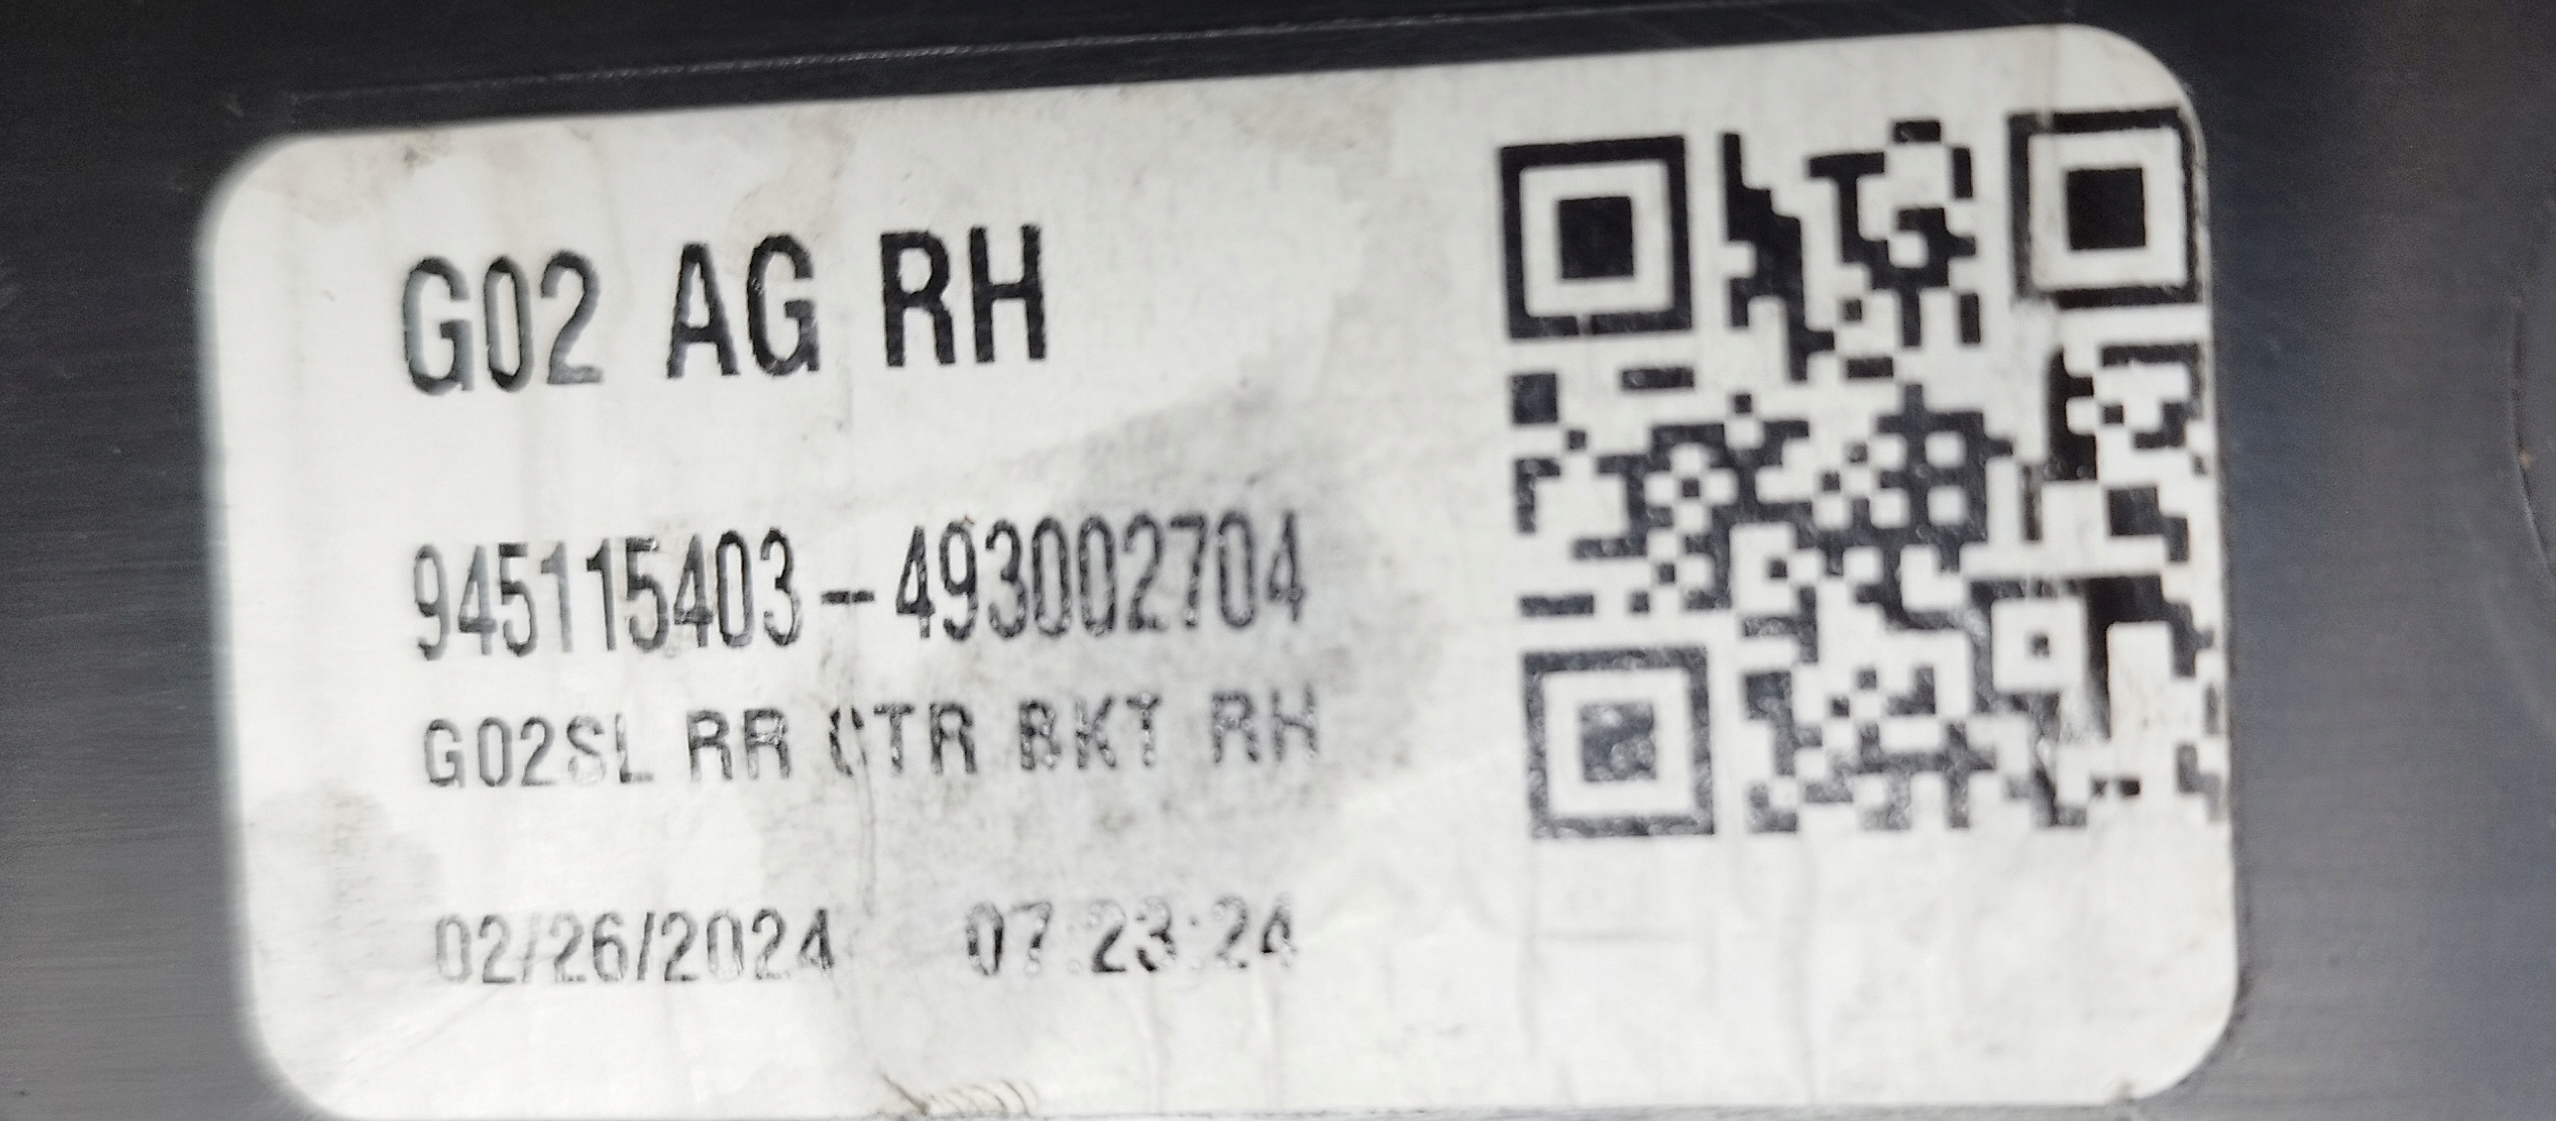 G02 AG RH
945115403-493002704
G02SL RR CTR BKT RH
02/26/2024 07:23:24